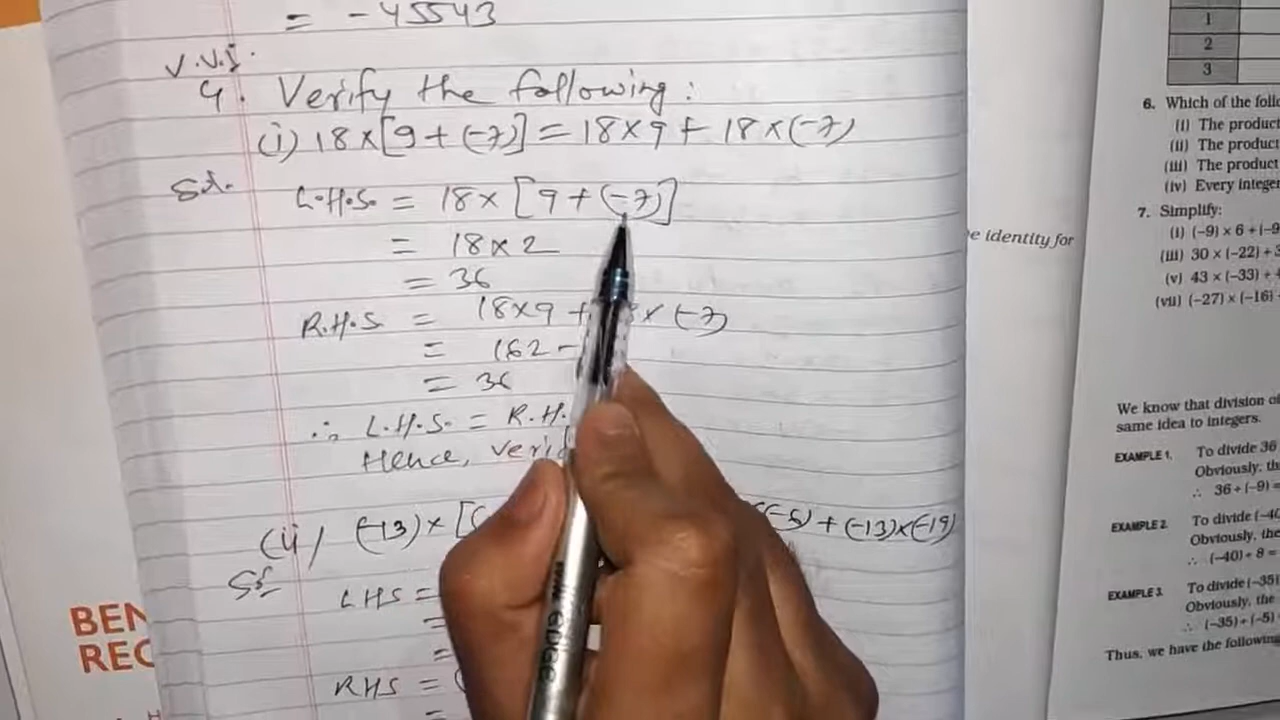 = -45543
V.V.I.
4. Verify the following:
(i) 18×[9+(-7)] = 18×9 + 18×(-7)
Sol.
L.H.S. = 18× [9+(-7)]
= 18×2
= 36
R.H.S = 18×9 + × (-7)
= 162 -
= 36
∴ L.H.S. = R.H.
Hence,
(ii) (-13)×[ (-5) + (-13)×(-19)
LHS =
=
=
RHS =
=
BEN
REC
e identity for
1
2
3
6. Which of the foll
(i) The product
(ii) The product
(iii) The product
(iv) Every integer
7. Simplify:
(i) (-9) × 6 + (-9
(iii) 30 × (-22) + 3
(v) 43 × (-33) +
(vii) (-27) × (-16)
We know that division of
same idea to integers.
EXAMPLE 1. To divide 36
Obviously, th
∴ 36 ÷ (-9) =
EXAMPLE 2. To divide (-40
Obviously, the
∴ (-40) ÷ 8 =
EXAMPLE 3. To divide (-35)
Obviously, the
∴ (-35) ÷ (-5)
Thus, we have the following